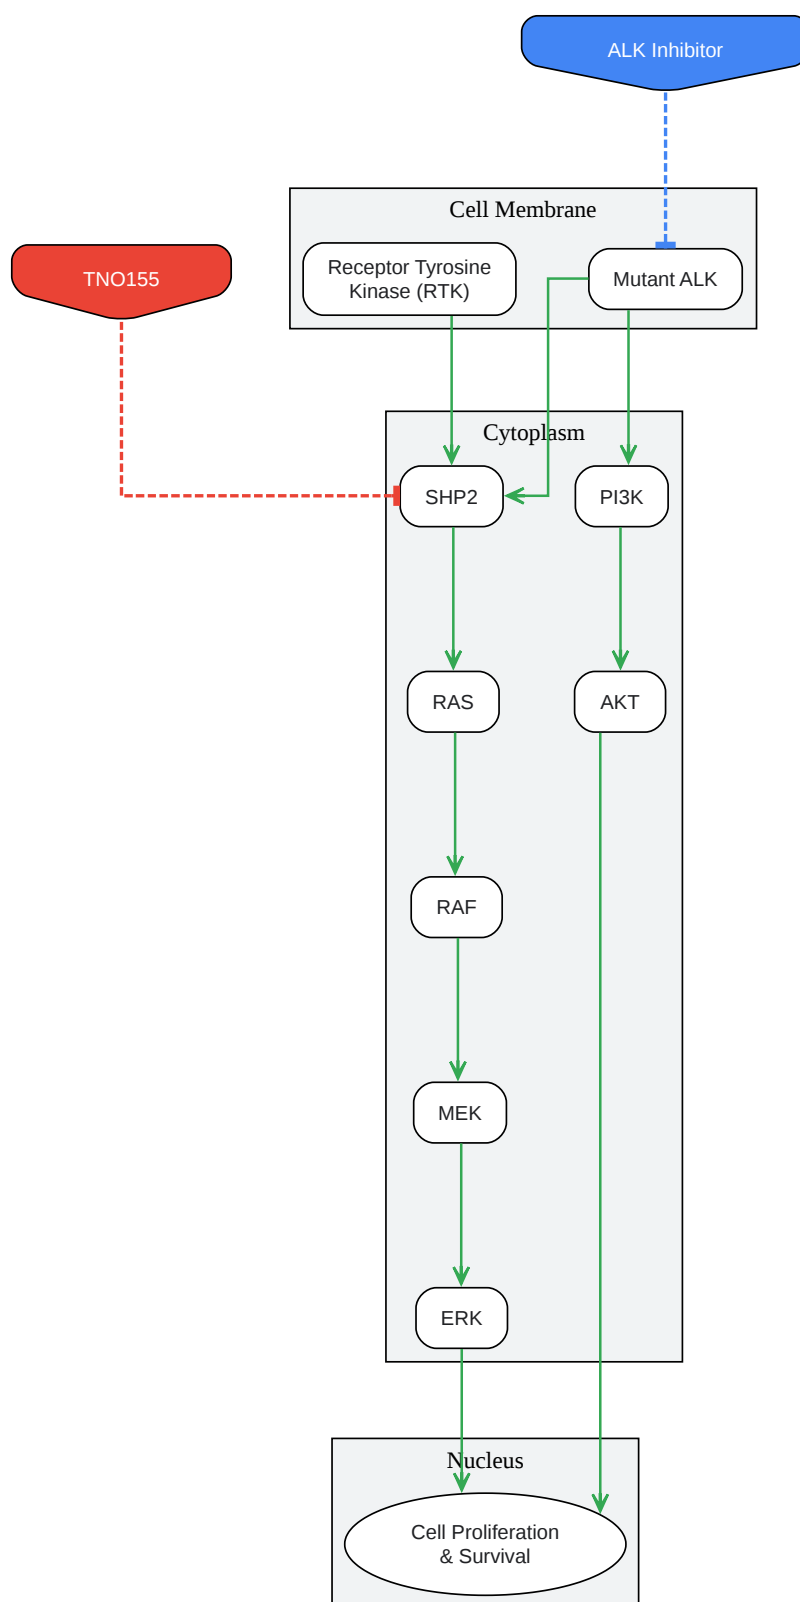 ALK Inhibitor
Cell Membrane
TNO155
Receptor Tyrosine
Kinase (RTK)
Mutant ALK
Cytoplasm
SHP2
PI3K
RAS
AKT
RAF
MEK
ERK
Nucleus
Cell Proliferation
& Survival